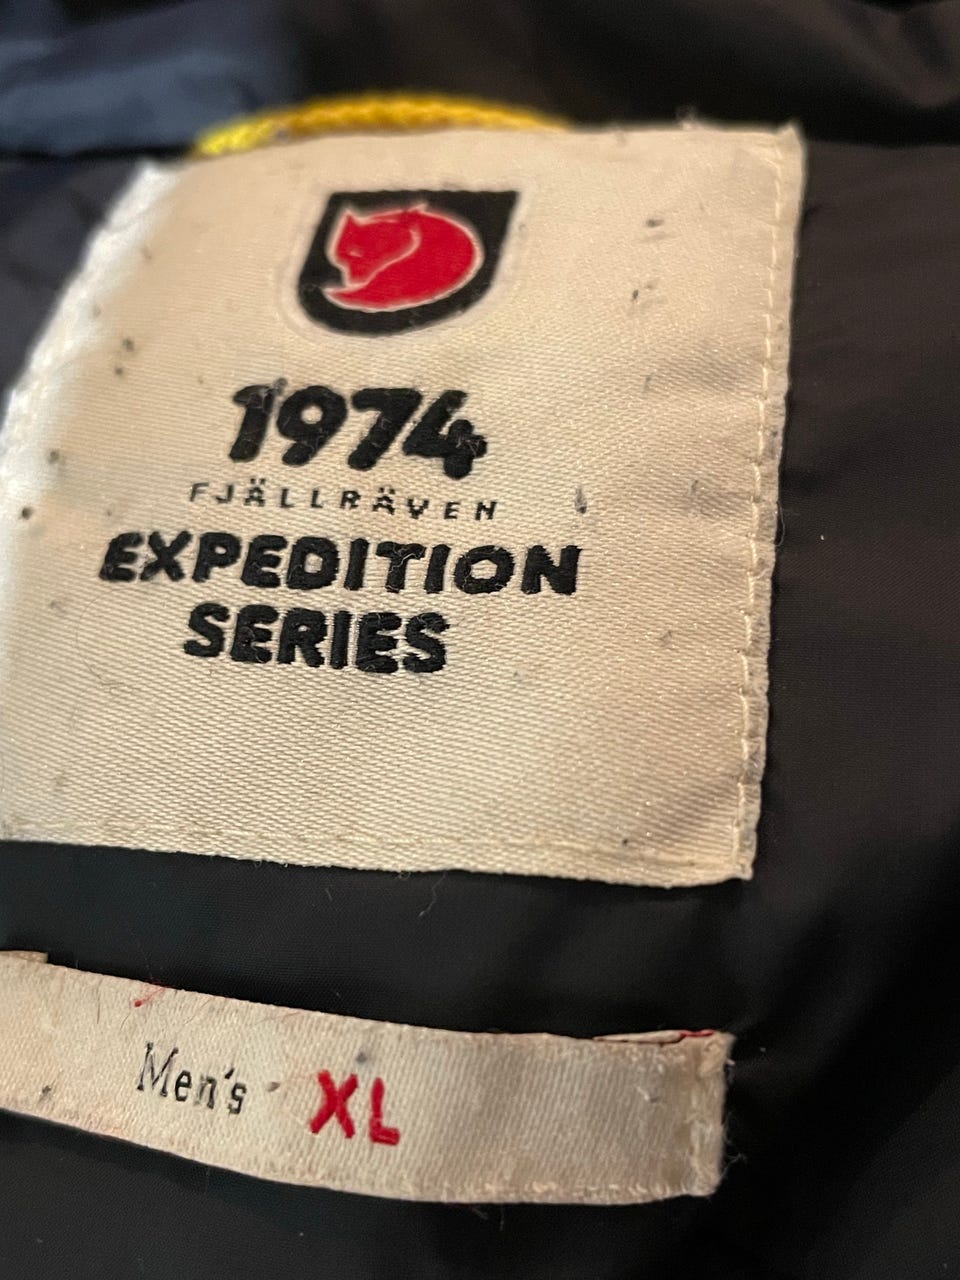 1974
FJÄLLRÄVEN
EXPEDITION
SERIES
Men's XL